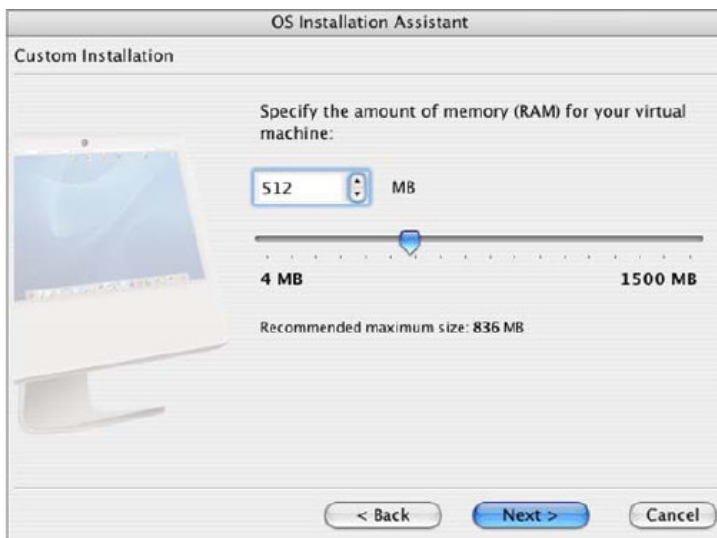 OS Installation Assistant
Custom Installation
Specify the amount of memory (RAM) for your virtual
machine:
512 MB
4 MB 1500 MB
Recommended maximum size: 836 MB
< Back Next > Cancel